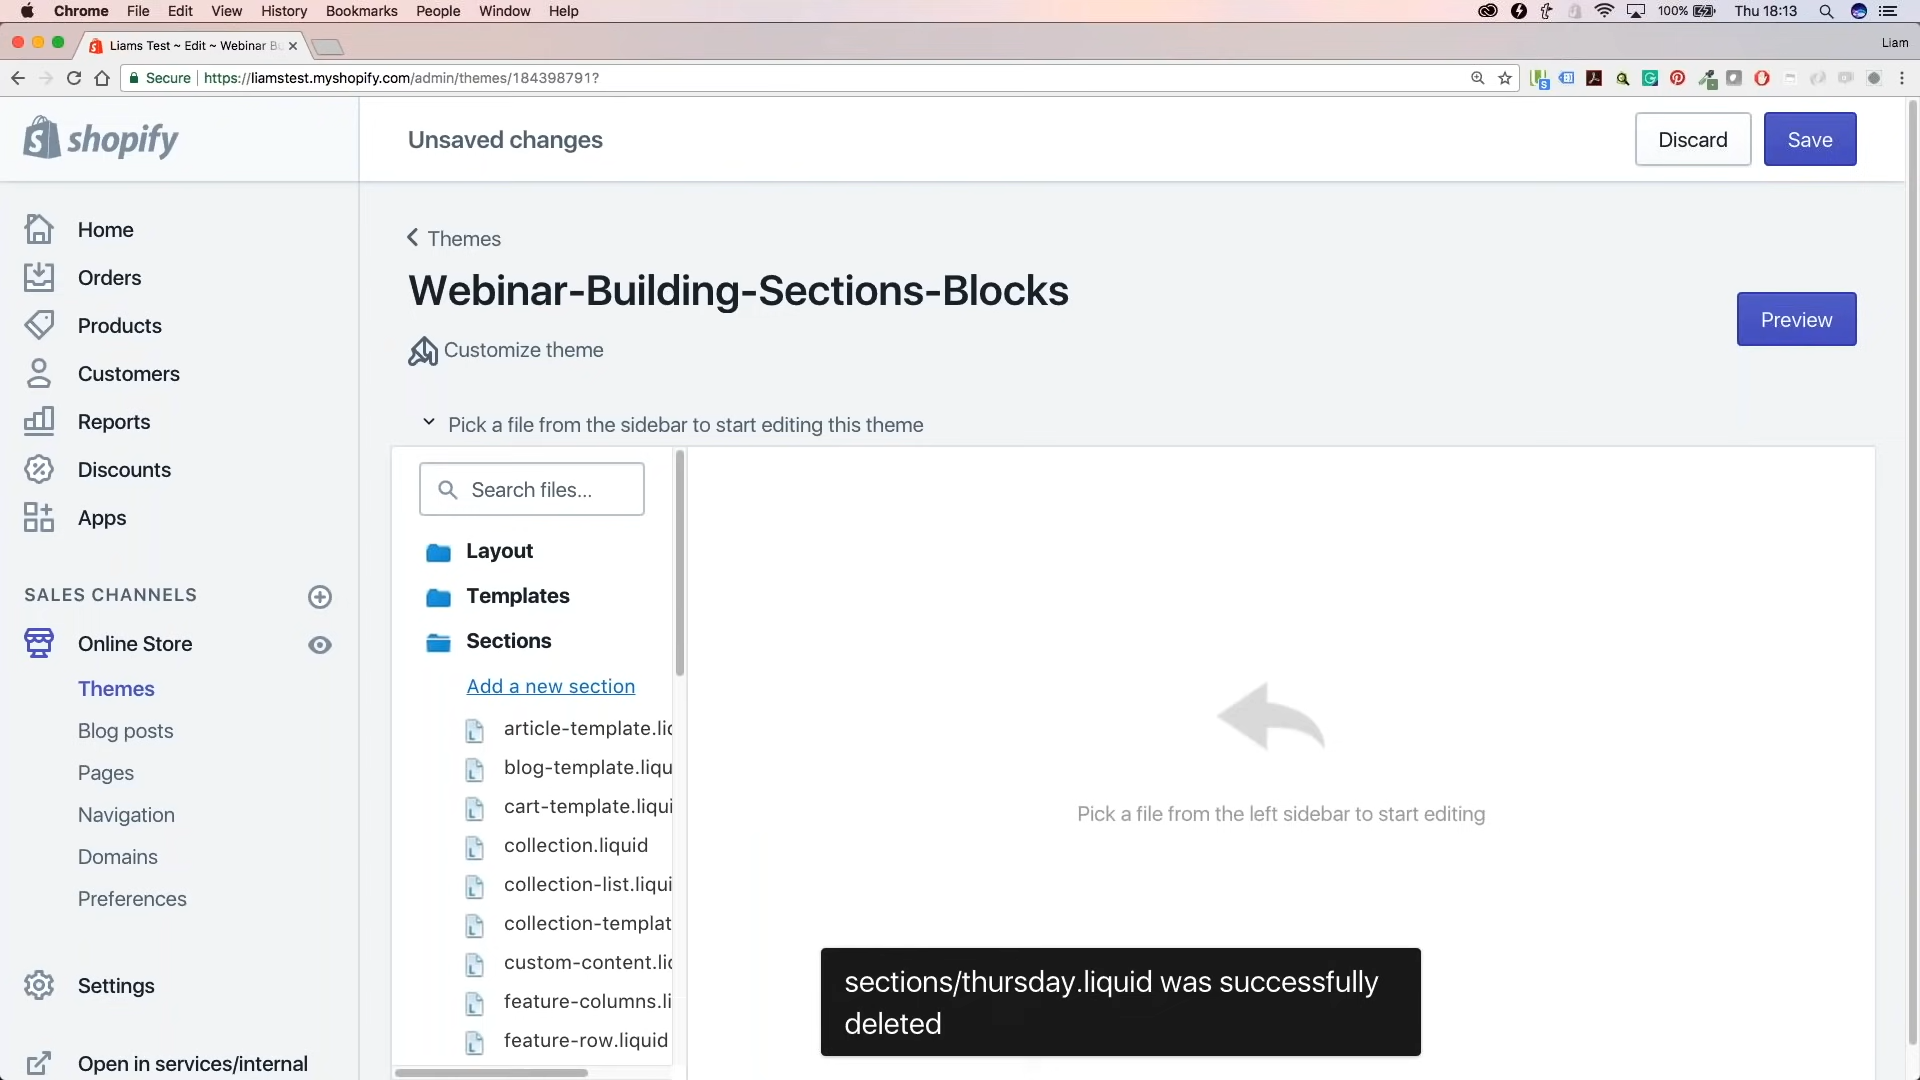 Chrome File Edit View History Bookmarks People Window Help
100% Thu 18:13
Liams Test ~ Edit ~ Webinar B
Liam
Secure https://liamstest.myshopify.com/admin/themes/184398791?
shopify
Unsaved changes
Discard
Save
Home
Orders
Products
Customers
Reports
Discounts
Apps
SALES CHANNELS
Online Store
Themes
Blog posts
Pages
Navigation
Domains
Preferences
Settings
Open in services/internal
Themes
Webinar-Building-Sections-Blocks
Customize theme
Preview
Pick a file from the sidebar to start editing this theme
Search files...
Layout
Templates
Sections
Add a new section
article-template.lic
blog-template.liqu
cart-template.liqui
collection.liquid
collection-list.liqui
collection-templat
custom-content.lic
feature-columns.li
feature-row.liquid
Pick a file from the left sidebar to start editing
sections/thursday.liquid was successfully
deleted